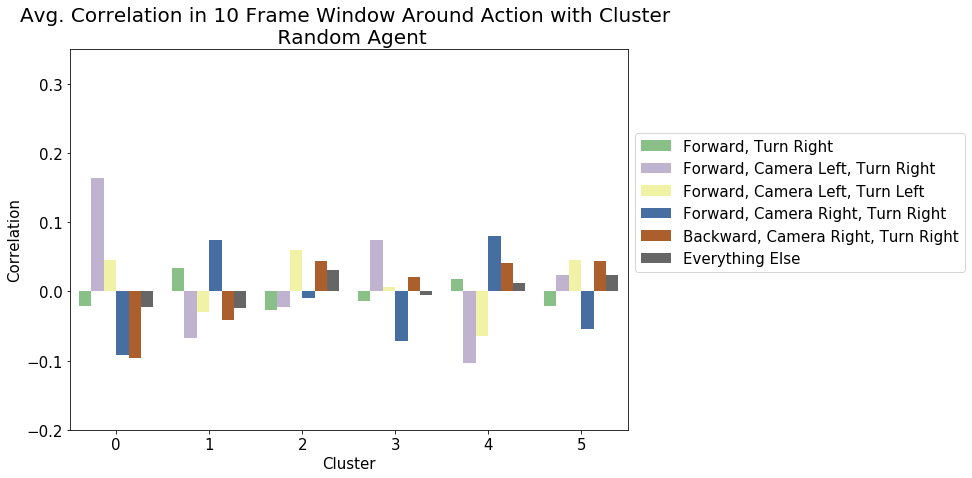 Avg. Correlation in 10 Frame Window Around Action with Cluster
Random Agent
Correlation
0.3
0.2
0.1
0.0
−0.1
−0.2
0 1 2 3 4 5
Cluster
Forward, Turn Right
Forward, Camera Left, Turn Right
Forward, Camera Left, Turn Left
Forward, Camera Right, Turn Right
Backward, Camera Right, Turn Right
Everything Else